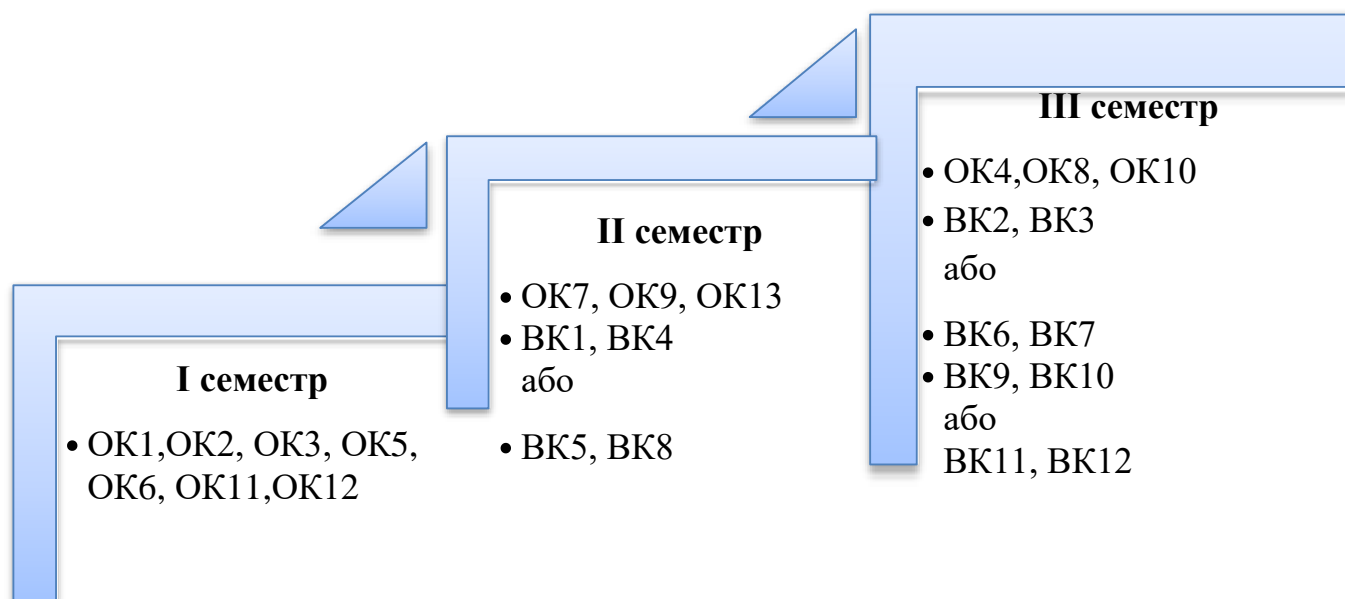 I семестр
• ОК1,ОК2, ОК3, ОК5,
ОК6, ОК11,ОК12
II семестр
• ОК7, ОК9, ОК13
• ВК1, ВК4
або
• ВК5, ВК8
III семестр
• ОК4,ОК8, ОК10
• ВК2, ВК3
або
• ВК6, ВК7
• ВК9, ВК10
або
ВК11, ВК12